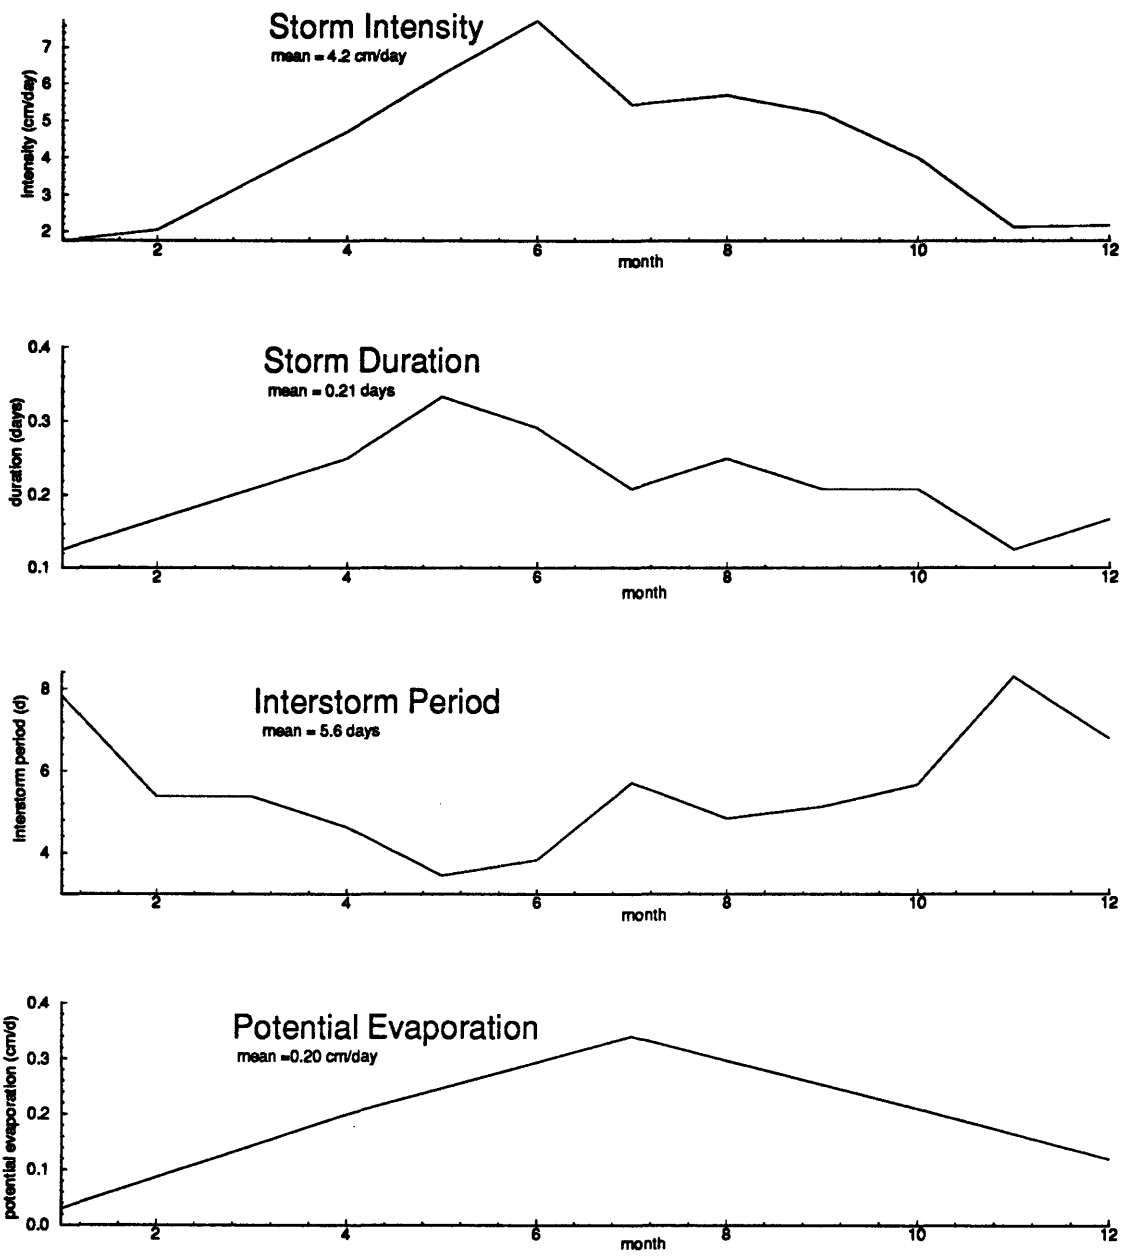 Storm Intensity
mean = 4.2 cm/day
intensity (cm/day)
7
6
5
4
3
2
2 4 6 8 10 12
month
Storm Duration
mean = 0.21 days
duration (days)
0.4
0.3
0.2
0.1
2 4 6 8 10 12
month
Interstorm Period
mean = 5.6 days
Interstorm period (d)
8
6
4
2 4 6 8 10 12
month
Potential Evaporation
mean =0.20 cm/day
potential evaporation (cm/d)
0.4
0.3
0.2
0.1
0.0
2 4 6 8 10 12
month